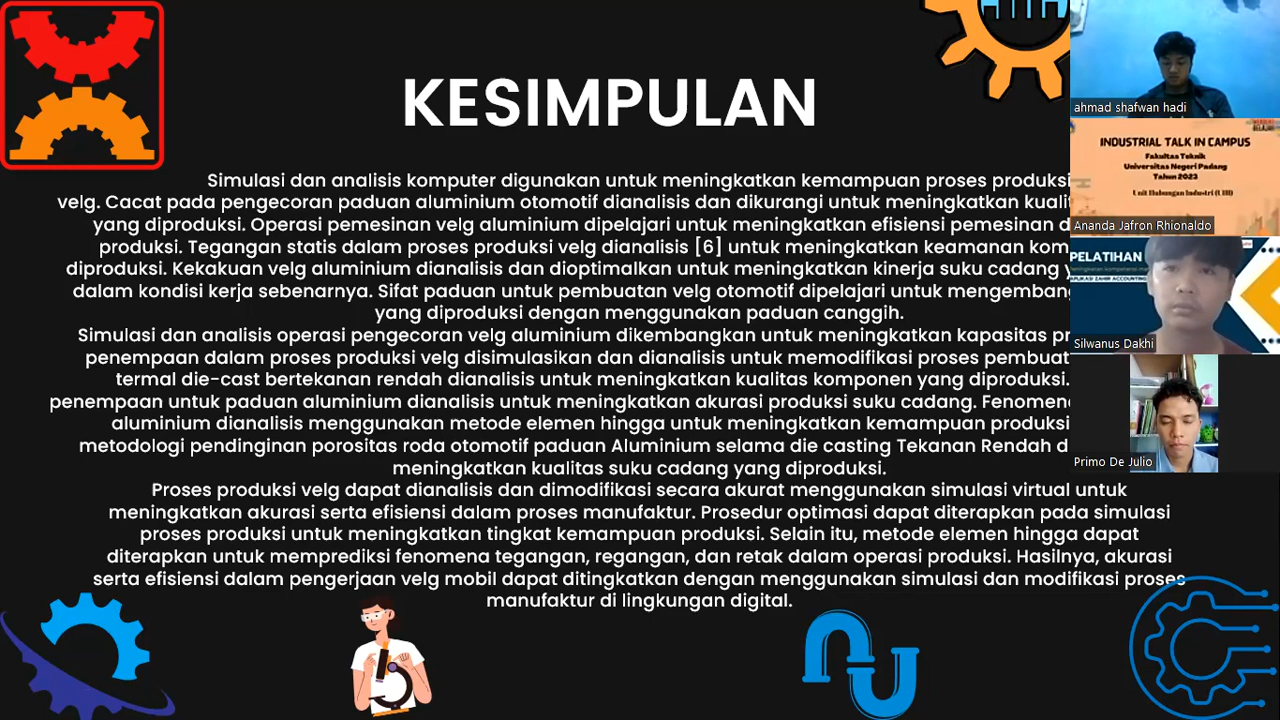 KESIMPULAN
Simulasi dan analisis komputer digunakan untuk meningkatkan kemampuan proses produksi
velg. Cacat pada pengecoran paduan aluminium otomotif dianalisis dan dikurangi untuk meningkatkan
yang diproduksi. Operasi pemesinan velg aluminium dipelajari untuk meningkatkan efisiensi pemesinan
produksi. Tegangan statis dalam proses produksi velg dianalisis [6] untuk meningkatkan keamanan
diproduksi. Kekakuan velg aluminium dianalisis dan dioptimalkan untuk meningkatkan kinerja suku cadang
dalam kondisi kerja sebenarnya. Sifat paduan untuk pembuatan velg otomotif dipelajari untuk
yang diproduksi dengan menggunakan paduan canggih.
Simulasi dan analisis operasi pengecoran velg aluminium dikembangkan untuk meningkatkan kapasitas
penempaan dalam proses produksi velg disimulasikan dan dianalisis untuk memodifikasi proses
termal die-cast bertekanan rendah dianalisis untuk meningkatkan kualitas komponen yang diproduksi.
penempaan untuk paduan aluminium dianalisis untuk meningkatkan akurasi produksi suku cadang.
aluminium dianalisis menggunakan metode elemen hingga untuk meningkatkan kemampuan produksi
metodologi pendinginan porositas roda otomotif paduan Aluminium selama die casting Tekanan Rendah
meningkatkan kualitas suku cadang yang diproduksi.
Proses produksi velg dapat dianalisis dan dimodifikasi secara akurat menggunakan simulasi virtual untuk
meningkatkan akurasi serta efisiensi dalam proses manufaktur. Prosedur optimasi dapat diterapkan pada simulasi
proses produksi untuk meningkatkan tingkat kemampuan produksi. Selain itu, metode elemen hingga dapat
diterapkan untuk memprediksi fenomena tegangan, regangan, dan retak dalam operasi produksi. Hasilnya, akurasi
serta efisiensi dalam pengerjaan velg mobil dapat ditingkatkan dengan menggunakan simulasi dan modifikasi proses
manufaktur di lingkungan digital.
ahmad shafwan hadi
INDUSTRIAL TALK IN CAMPUS
Fakultas Teknik
Universitas Negeri Padang
Tahun 2023
Unit Hubungan Industri (UHI)
Ananda Jafron Rhionaldo
PELATIHAN
APLIKASI ZAHIR ACCOUNTING
Silwanus Dakhi
Primo De Julio